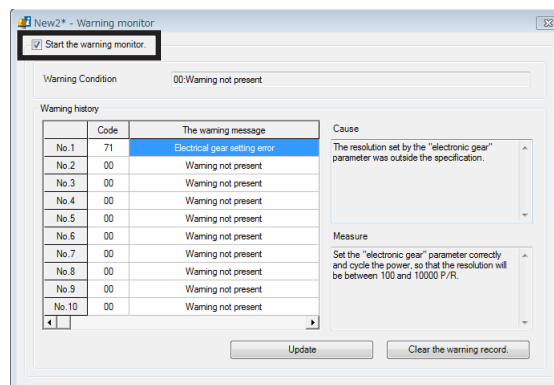 New2* - Warning monitor
Start the warning monitor.
Warning Condition 00:Warning not present
Warning history
Code The warning message
No.1 71 Electrical gear setting error
No.2 00 Warning not present
No.3 00 Warning not present
No.4 00 Warning not present
No.5 00 Warning not present
No.6 00 Warning not present
No.7 00 Warning not present
No.8 00 Warning not present
No.9 00 Warning not present
No.10 00 Warning not present
Cause
The resolution set by the "electronic gear"
parameter was outside the specification.
Measure
Set the "electronic gear" parameter correctly
and cycle the power, so that the resolution will
be between 100 and 10000 P/R.
Update Clear the warning record.